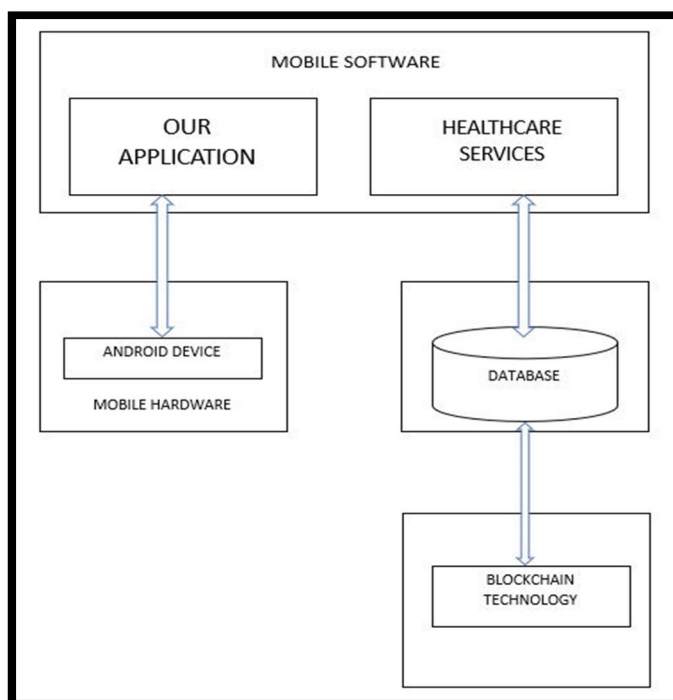 MOBILE SOFTWARE
OUR
APPLICATION
HEALTHCARE
SERVICES
ANDROID DEVICE
MOBILE HARDWARE
DATABASE
BLOCKCHAIN
TECHNOLOGY